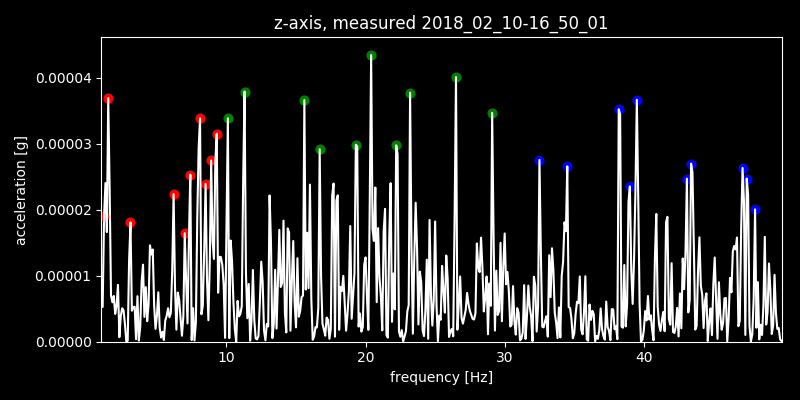 z-axis, measured 2018_02_10-16_50_01
acceleration [g]
0.00004
0.00003
0.00002
0.00001
0.00000
10 20 30 40
frequency [Hz]